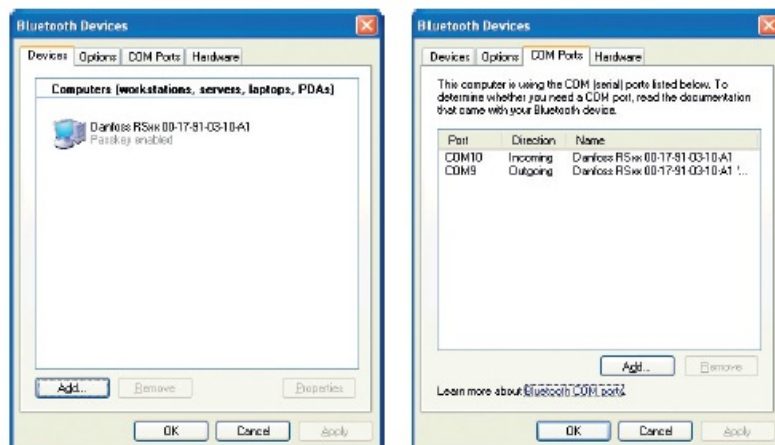 Bluetooth Devices
Devices Options COM Ports Hardware
Computers (workstations, servers, laptops, PDAs)
Danfoss RSxx 00-17-91-03-10-A1
Passkey enabled
Add... Remove Properties
OK Cancel Apply
Bluetooth Devices
Devices Options COM Ports Hardware
This computer is using the COM (serial) ports listed below. To
determine whether you need a COM port, read the documentation
that came with your Bluetooth device.
Port Direction Name
COM10 Incoming Danfoss RSxx 00-17-91-03-10-A1
COM9 Outgoing Danfoss RSxx 00-17-91-03-10-A1 '...
Add... Remove
Learn more about Bluetooth COM ports.
OK Cancel Apply